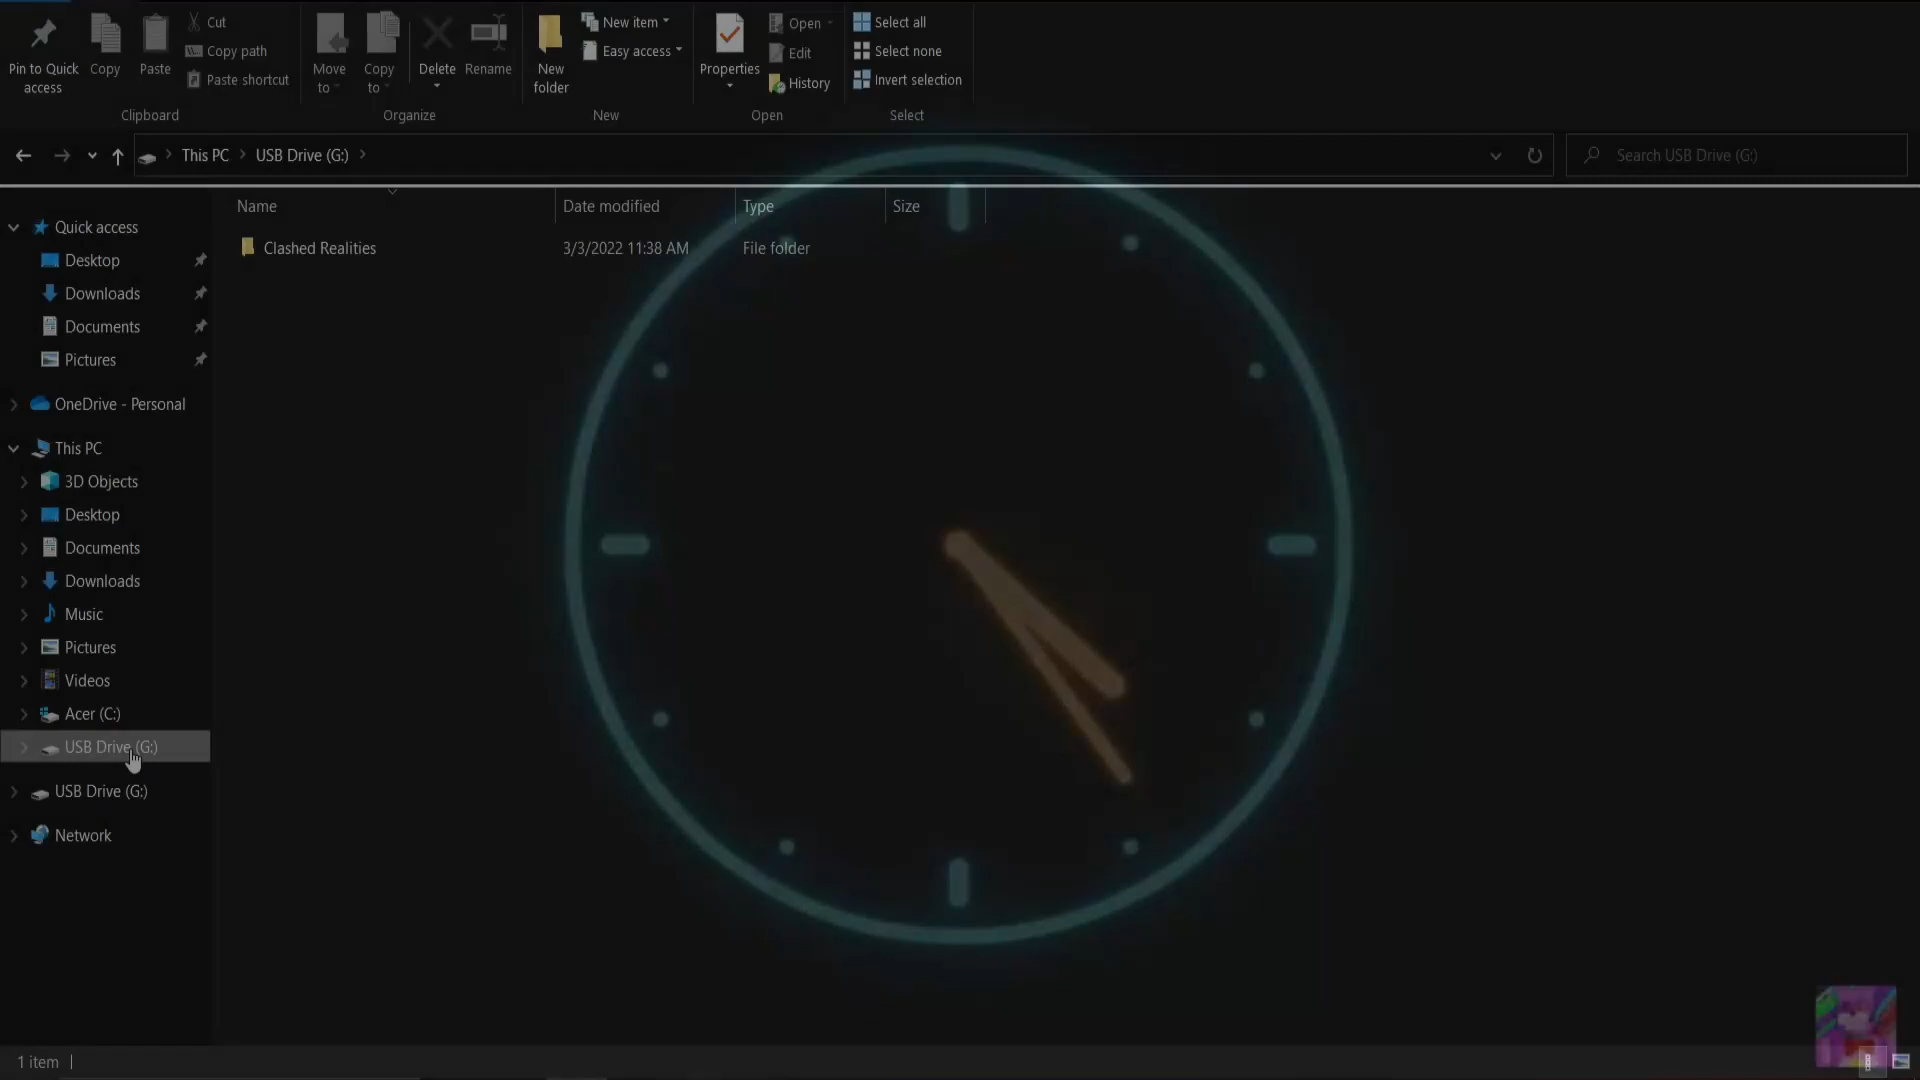 Pin to Quick access
Copy
Paste
Cut
Copy path
Paste shortcut
Clipboard
Move to
Copy to
Delete
Rename
Organize
New folder
New item
Easy access
New
Properties
Open
Edit
History
Open
Select all
Select none
Invert selection
Select
This PC
USB Drive (G:)
Search USB Drive (G:)
Name
Date modified
Type
Size
Clashed Realities
3/3/2022 11:38 AM
File folder
Quick access
Desktop
Downloads
Documents
Pictures
OneDrive - Personal
This PC
3D Objects
Desktop
Documents
Downloads
Music
Pictures
Videos
Acer (C:)
USB Drive (G:)
USB Drive (G:)
Network
1 item